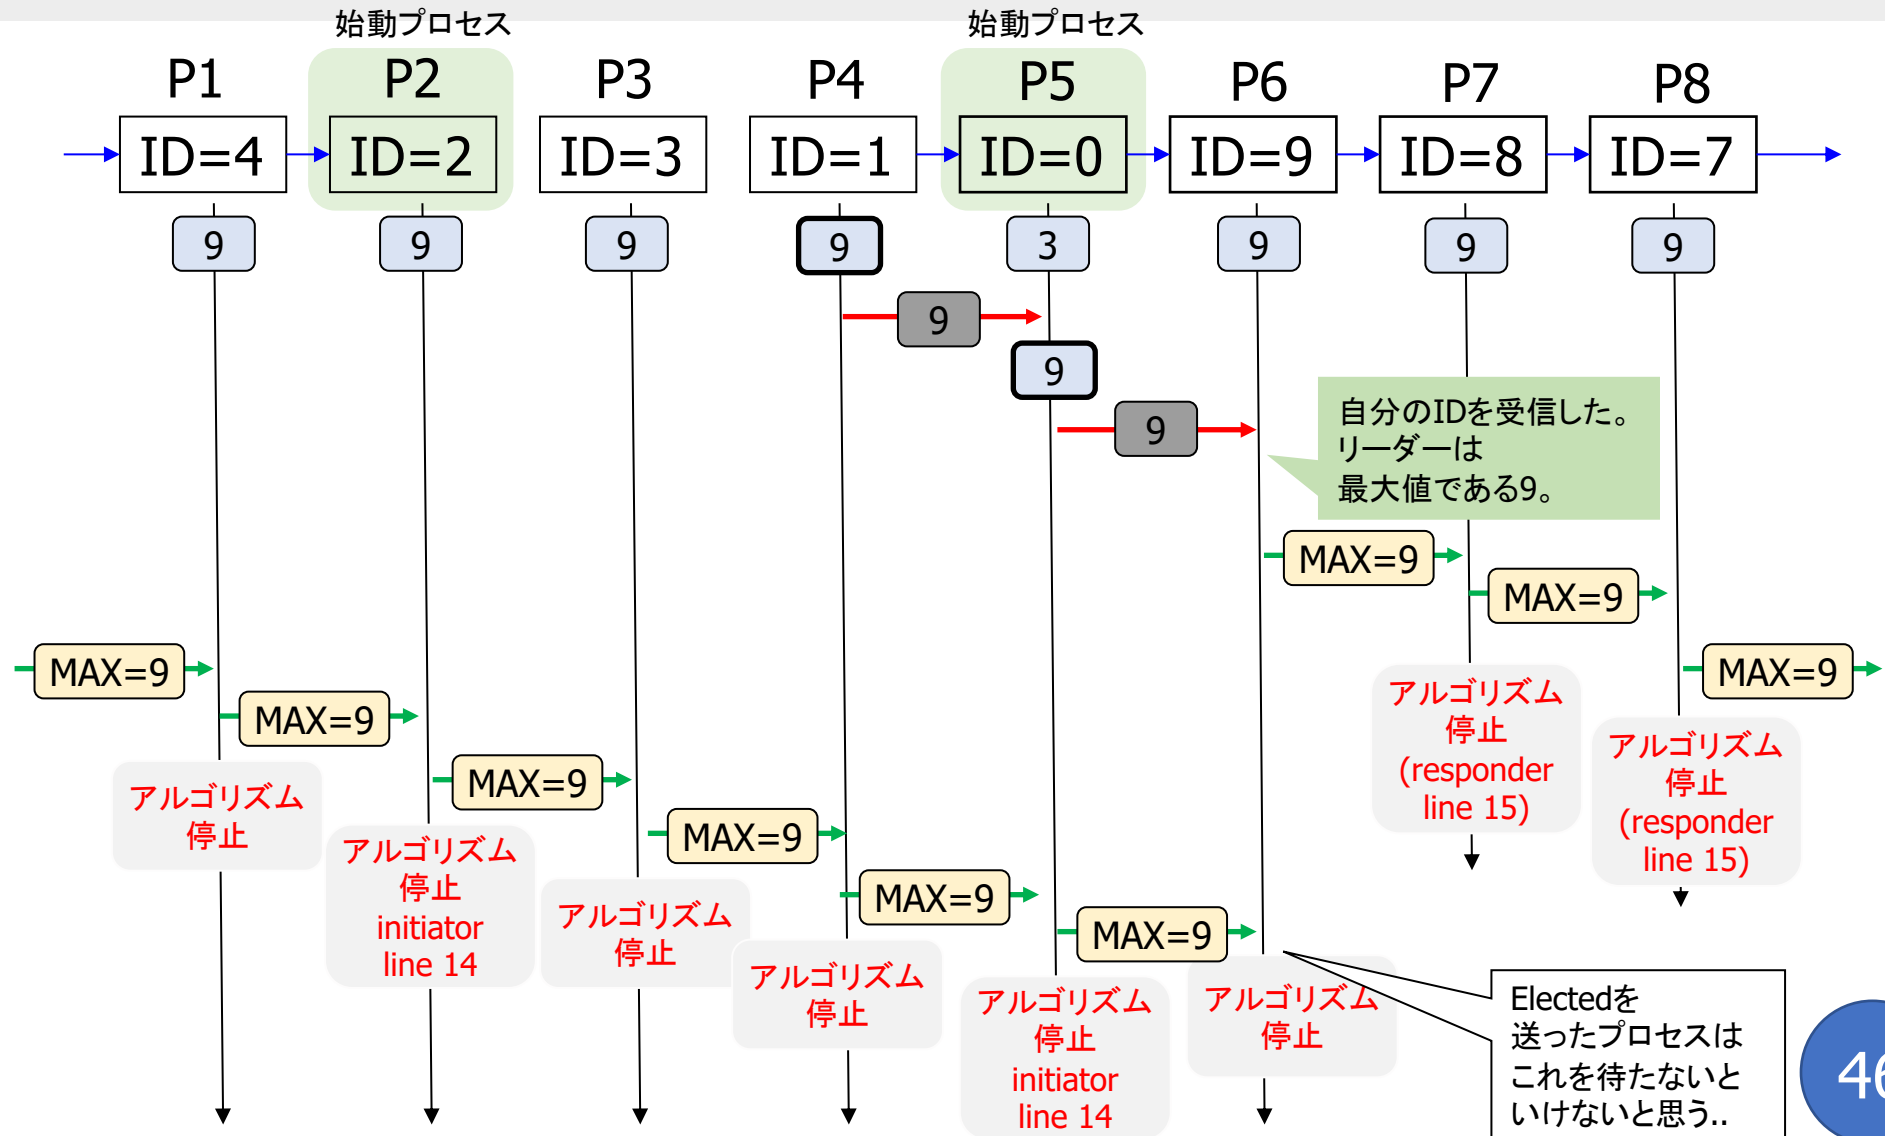 始動プロセス
始動プロセス
P1
P2
P3
P4
P5
P6
P7
P8
ID=4
ID=2
ID=3
ID=1
ID=0
ID=9
ID=8
ID=7
9
9
9
9
3
9
9
9
9
9
9
自分のIDを受信した。
リーダーは
最大値である9。
MAX=9
MAX=9
MAX=9
MAX=9
MAX=9
MAX=9
MAX=9
MAX=9
MAX=9
アルゴリズム
停止
(responder
line 15)
アルゴリズム
停止
(responder
line 15)
アルゴリズム
停止
アルゴリズム
停止
initiator
line 14
アルゴリズム
停止
アルゴリズム
停止
アルゴリズム
停止
initiator
line 14
アルゴリズム
停止
Electedを
送ったプロセスは
これを待たないと
いけないと思う..
46